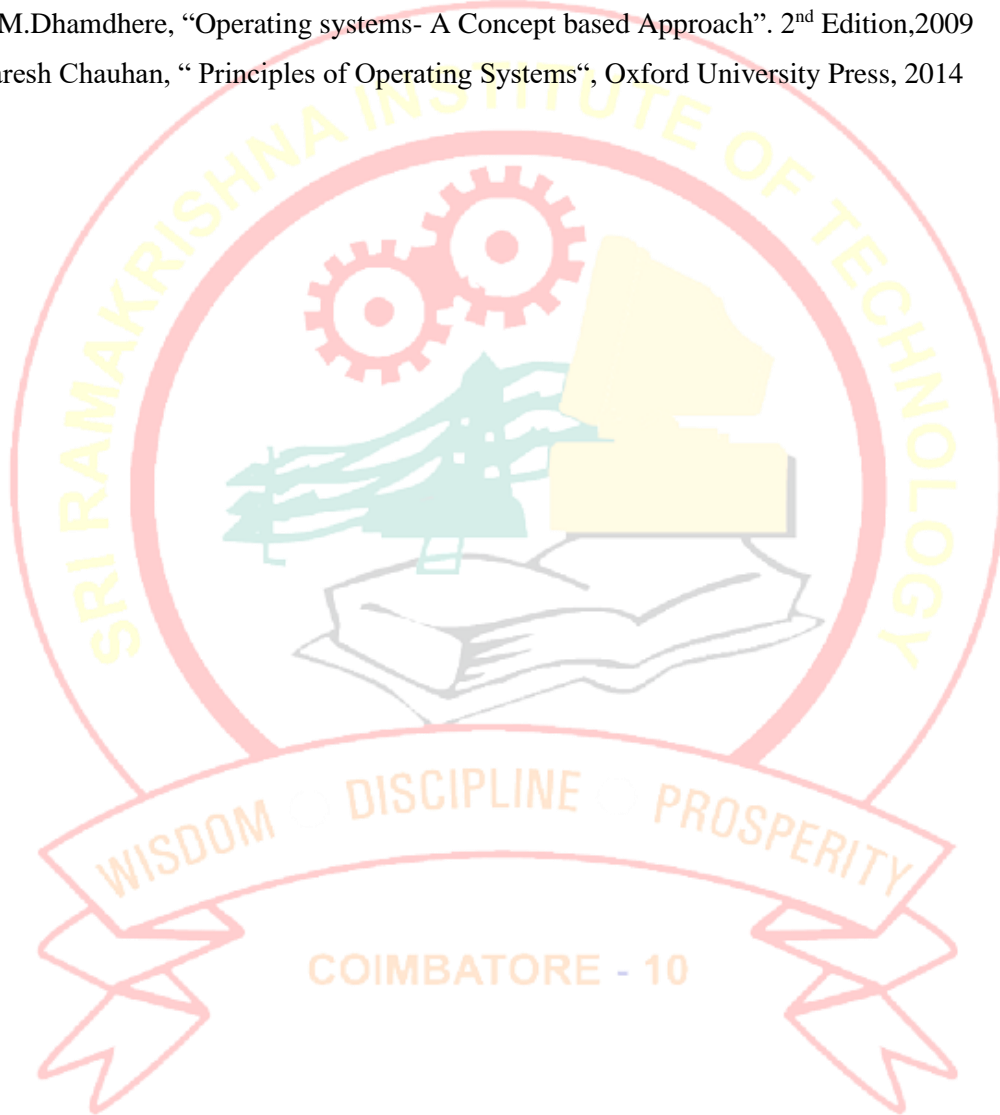 M.Dhamdhere, “Operating systems- A Concept based Approach”. 2nd Edition,2009
aresh Chauhan, “ Principles of Operating Systems“, Oxford University Press, 2014
SRI RAMAKRISHNA INSTITUTE OF TECHNOLOGY
WISDOM DISCIPLINE PROSPERITY
COIMBATORE - 10